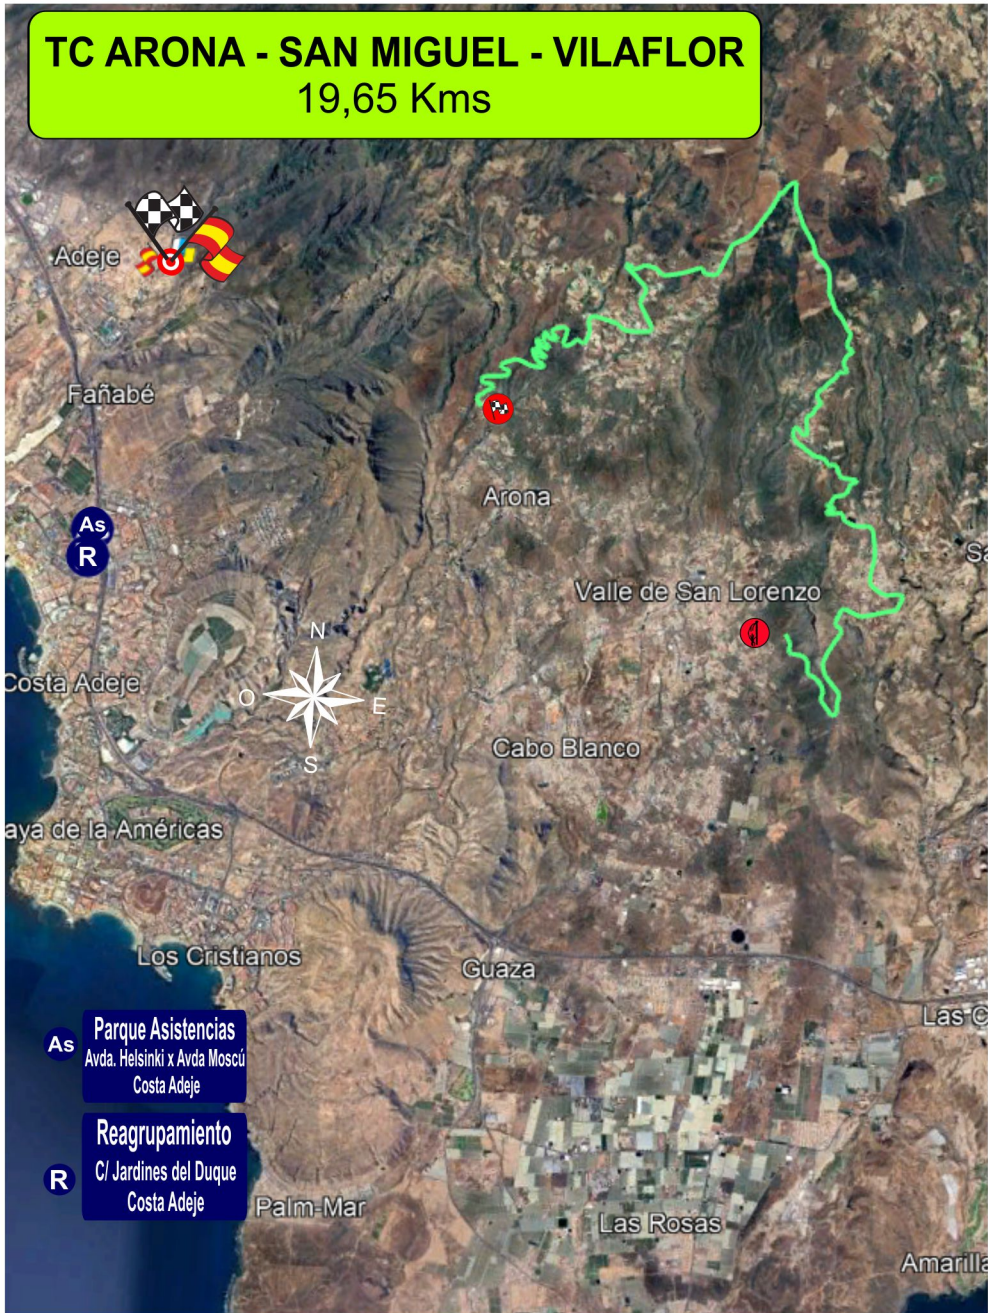 TC ARONA - SAN MIGUEL - VILAFLOR
19,65 Kms
Adeje
Fañabé
As
R
Arona
Sa
Valle de San Lorenzo
N
O
E
S
Costa Adeje
Cabo Blanco
aya de la Américas
Los Cristianos
Guaza
Las C
As
Parque Asistencias
Avda. Helsinki x Avda Moscú
Costa Adeje
R
Reagrupamiento
C/ Jardines del Duque
Costa Adeje
Palm-Mar
Las Rosas
Amarilla